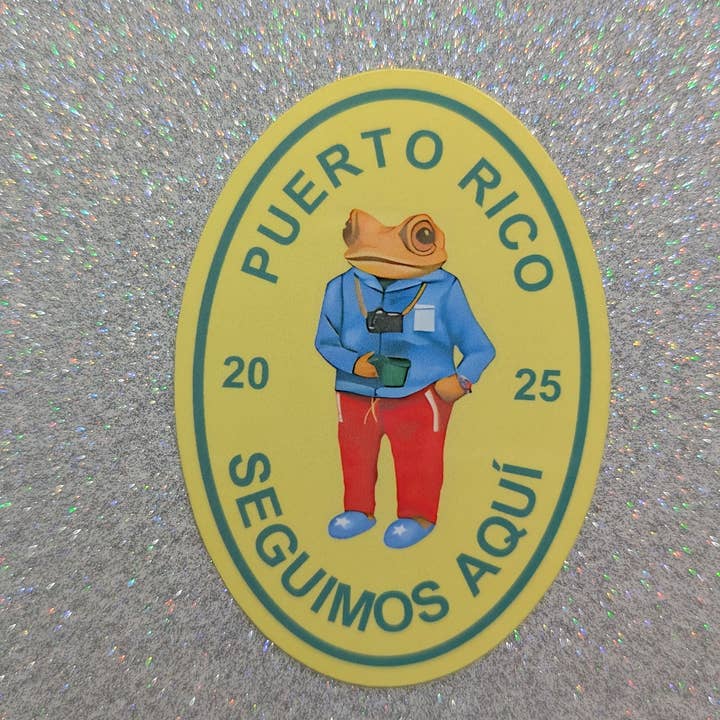 PUERTO RICO
20 25
SEGUIMOS AQUÍ